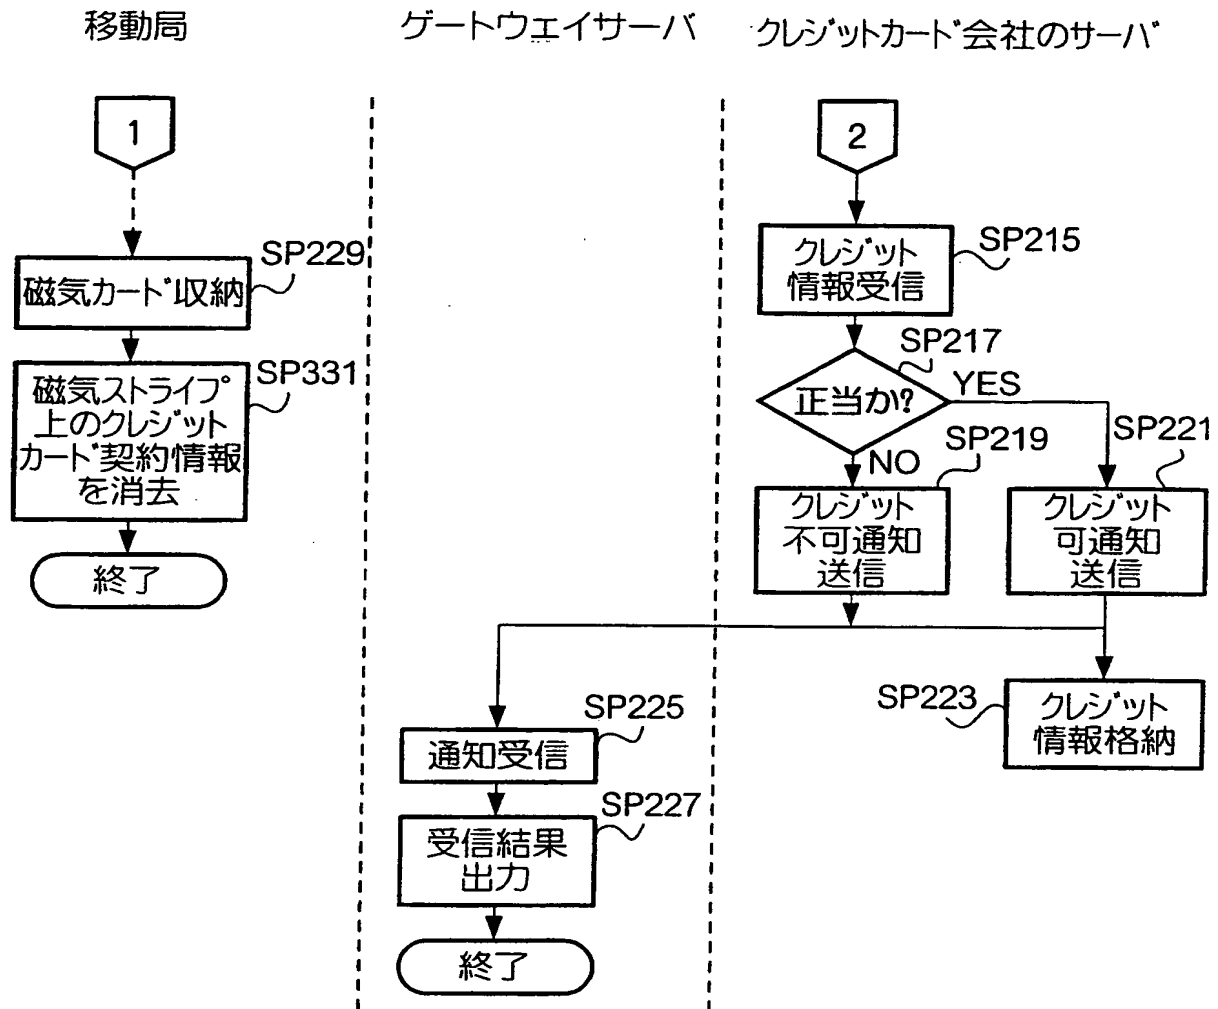 移動局
ゲートウェイサーバ
クレジットカード会社のサーバ
1
2
SP229
磁気カード収納
SP331
磁気ストライプ
上のクレジット
カード契約情報
を消去
終了
SP215
クレジット
情報受信
SP217
正当か?
YES
NO
SP219
クレジット
不可通知
送信
SP221
クレジット
可通知
送信
SP223
クレジット
情報格納
SP225
通知受信
SP227
受信結果
出力
終了